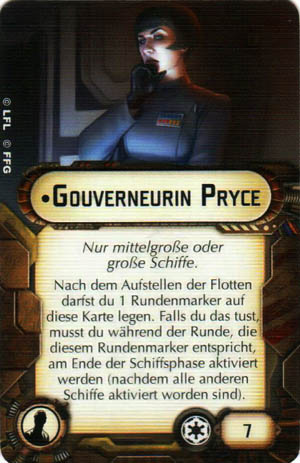 © LFL © FFG
•Gouverneurin Pryce
Nur mittelgroße oder
große Schiffe.
Nach dem Aufstellen der Flotten
darfst du 1 Rundenmarker auf
diese Karte legen. Falls du das tust,
musst du während der Runde, die
diesem Rundenmarker entspricht,
am Ende der Schiffsphase aktiviert
werden (nachdem alle anderen
Schiffe aktiviert worden sind).
7